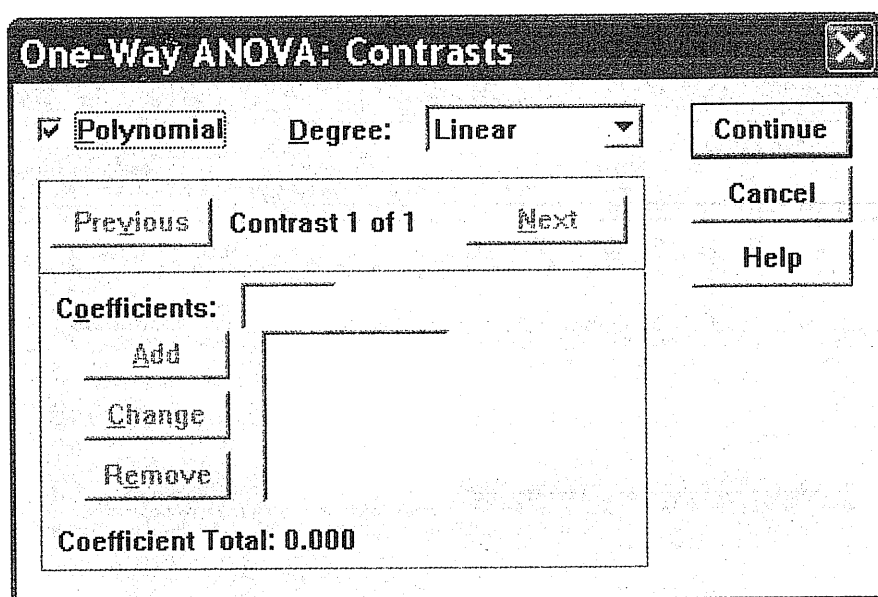 One-Way ANOVA: Contrasts
Polynomial Degree: Linear Continue
Previous Contrast 1 of 1 Next Cancel
Help
Coefficients:
Add
Change
Remove
Coefficient Total: 0.000